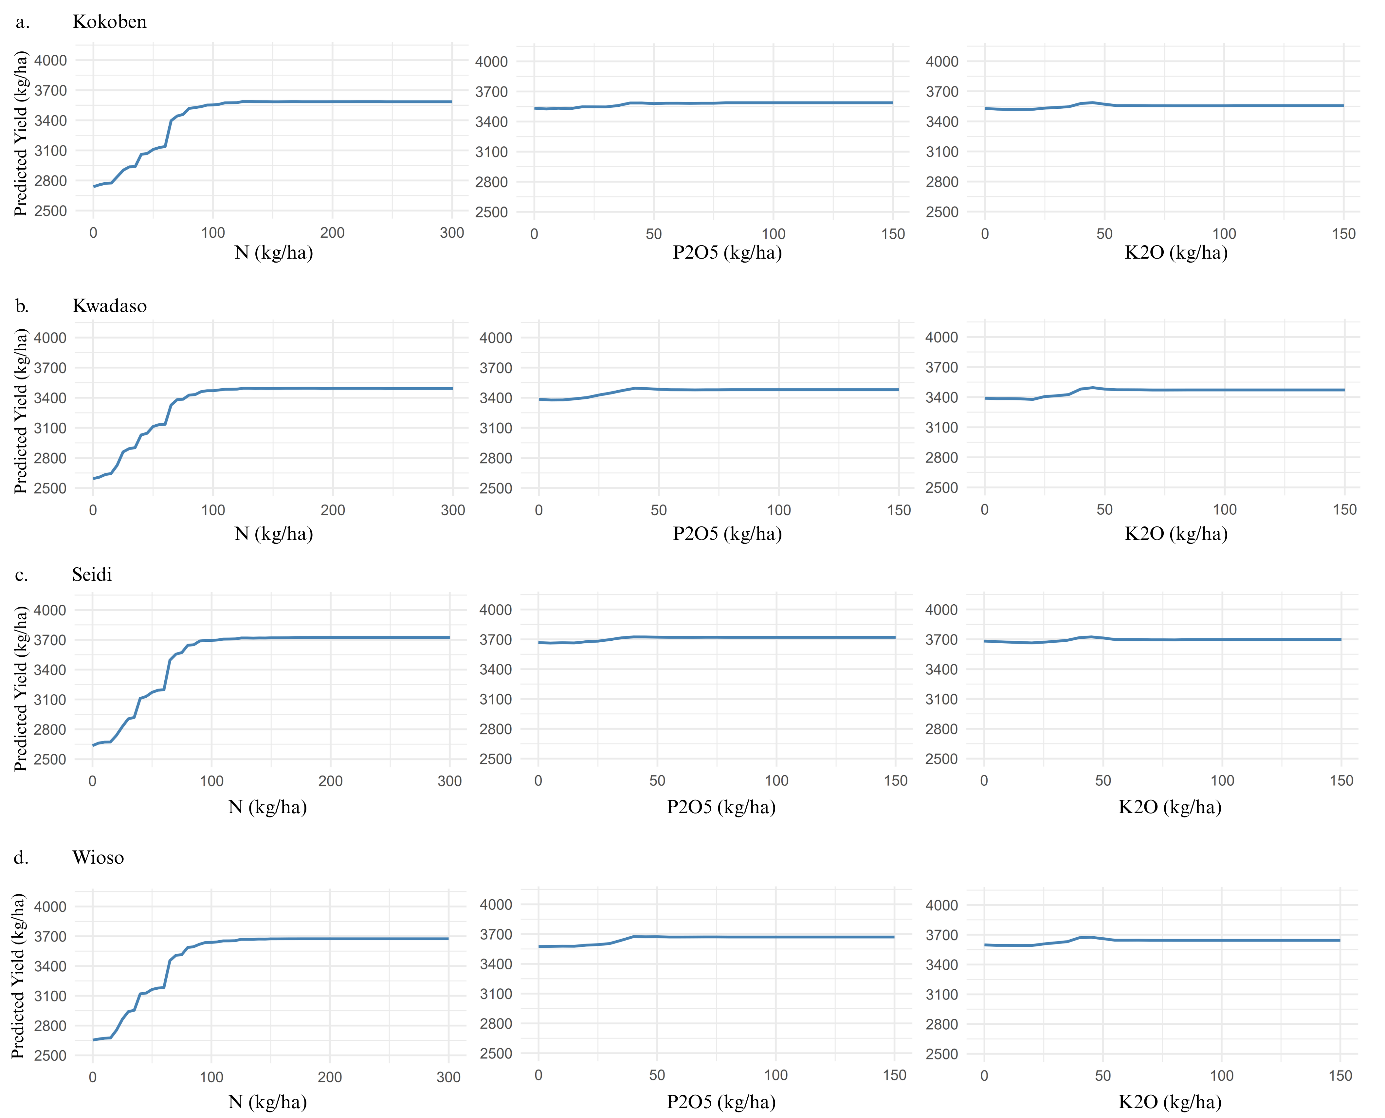 a. Kokoben
Predicted Yield (kg/ha)
4000 3700 3400 3100 2800 2500
0 100 200 300
N (kg/ha)
4000 3700 3400 3100 2800 2500
0 50 100 150
P2O5 (kg/ha)
4000 3700 3400 3100 2800 2500
0 50 100 150
K2O (kg/ha)
b. Kwadaso
Predicted Yield (kg/ha)
4000 3700 3400 3100 2800 2500
0 100 200 300
N (kg/ha)
4000 3700 3400 3100 2800 2500
0 50 100 150
P2O5 (kg/ha)
4000 3700 3400 3100 2800 2500
0 50 100 150
K2O (kg/ha)
c. Seidi
Predicted Yield (kg/ha)
4000 3700 3400 3100 2800 2500
0 100 200 300
N (kg/ha)
4000 3700 3400 3100 2800 2500
0 50 100 150
P2O5 (kg/ha)
4000 3700 3400 3100 2800 2500
0 50 100 150
K2O (kg/ha)
d. Wioso
Predicted Yield (kg/ha)
4000 3700 3400 3100 2800 2500
0 100 200 300
N (kg/ha)
4000 3700 3400 3100 2800 2500
0 50 100 150
P2O5 (kg/ha)
4000 3700 3400 3100 2800 2500
0 50 100 150
K2O (kg/ha)